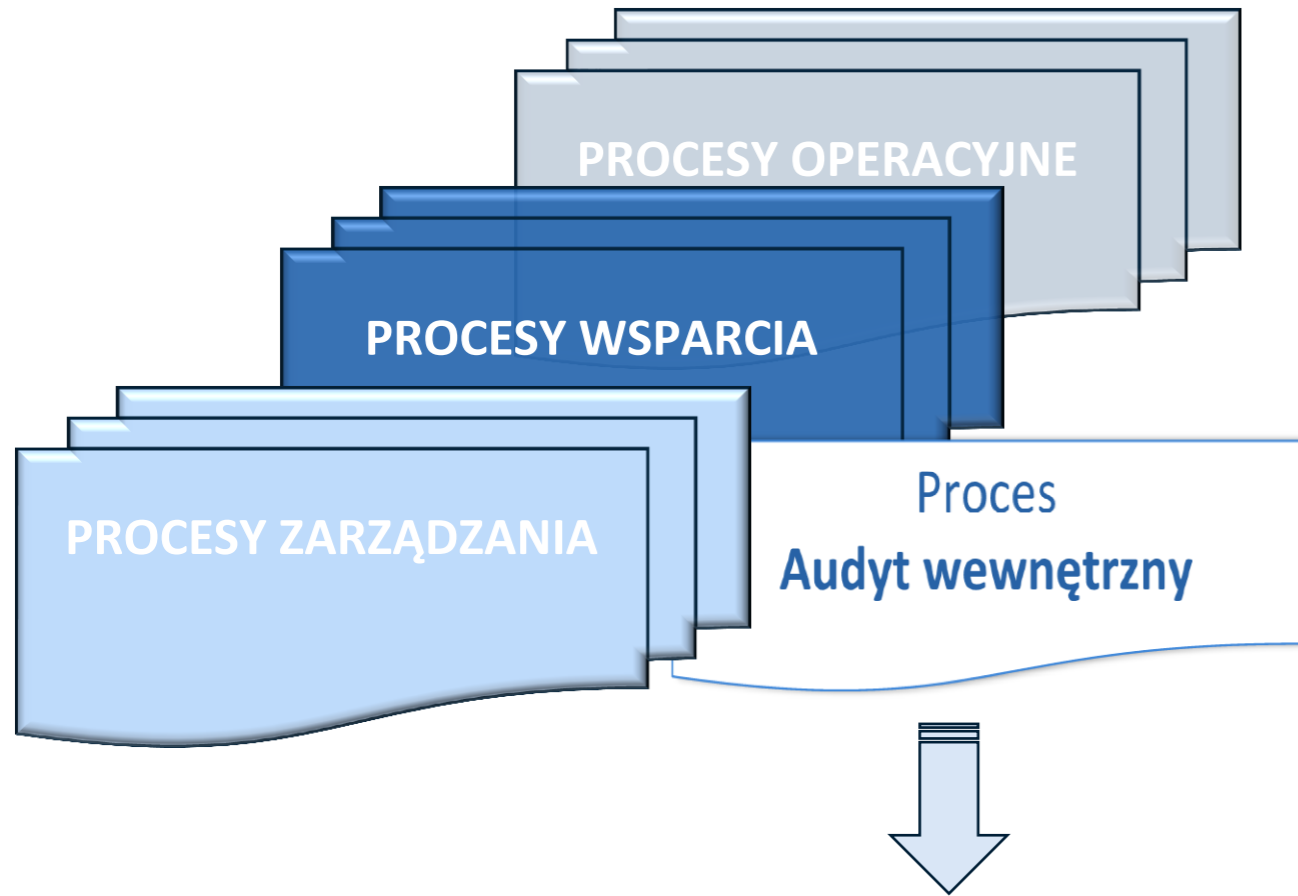 PROCESY OPERACYJNE
PROCESY WSPARCIA
PROCESY ZARZĄDZANIA
Proces
Audyt wewnętrzny